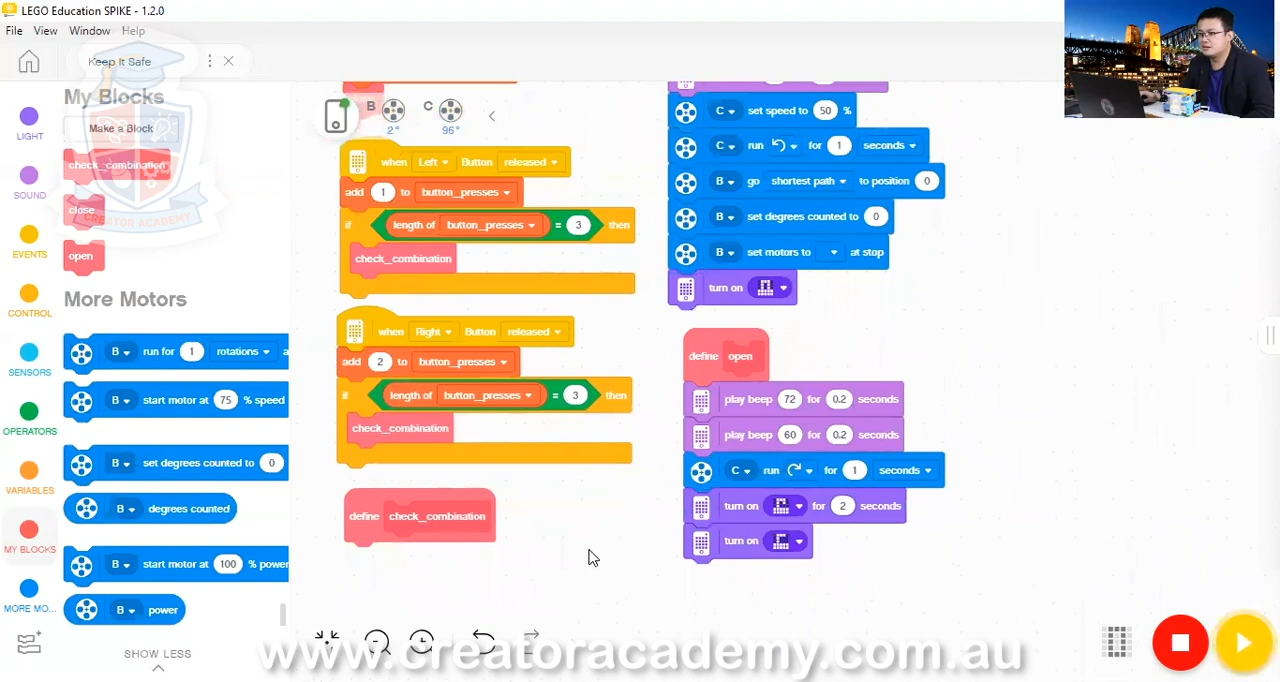 LEGO Education SPIKE - 1.2.0
File View Window Help
Keep It Safe
My Blocks
Make a Block
check_combination
close
open
CREATOR
ACADEMY
More Motors
B run for 1 rotations
B start motor at 75 % speed
B set degrees counted to 0
B degrees counted
B start motor at 100 % power
B power
SHOW LESS
LIGHT
SOUND
EVENTS
CONTROL
SENSORS
OPERATORS
VARIABLES
MY BLOCKS
MORE MO...
B C
2° 96°
when Left Button released
add 1 to button_presses
if length of button_presses = 3 then
check_combination
when Right Button released
add 2 to button_presses
if length of button_presses = 3 then
check_combination
define check_combination
C set speed to 50 %
C run for 1 seconds
B go shortest path to position 0
B set degrees counted to 0
B set motors to at stop
turn on
define open
play beep 72 for 0.2 seconds
play beep 60 for 0.2 seconds
C run for 1 seconds
turn on for 2 seconds
turn on
www.creatoracademy.com.au